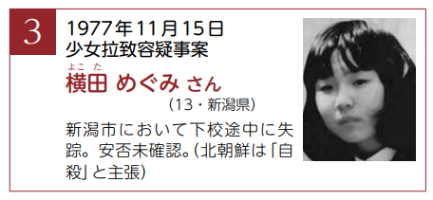 3
1977年11月15日
少女拉致容疑事案
よこ た
横田 めぐみ さん
（13・新潟県）
新潟市において下校途中に失
踪。安否未確認。（北朝鮮は「自
殺」と主張）